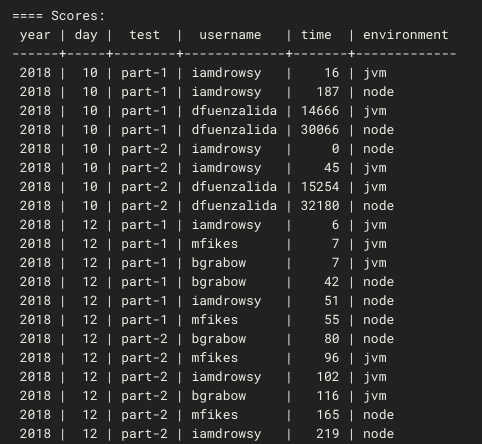 ==== Scores:
 year | day |  test  |  username   | time  | environment
------+-----+--------+-------------+-------+-------------
 2018 |  10 | part-1 | iamdrowsy   |    16 | jvm
 2018 |  10 | part-1 | iamdrowsy   |   187 | node
 2018 |  10 | part-1 | dfuenzalida | 14666 | jvm
 2018 |  10 | part-1 | dfuenzalida | 30066 | node
 2018 |  10 | part-2 | iamdrowsy   |     0 | node
 2018 |  10 | part-2 | iamdrowsy   |    45 | jvm
 2018 |  10 | part-2 | dfuenzalida | 15254 | jvm
 2018 |  10 | part-2 | dfuenzalida | 32180 | node
 2018 |  12 | part-1 | iamdrowsy   |     6 | jvm
 2018 |  12 | part-1 | mfikes      |     7 | jvm
 2018 |  12 | part-1 | bgrabow     |     7 | jvm
 2018 |  12 | part-1 | bgrabow     |    42 | node
 2018 |  12 | part-1 | iamdrowsy   |    51 | node
 2018 |  12 | part-1 | mfikes      |    55 | node
 2018 |  12 | part-2 | bgrabow     |    80 | node
 2018 |  12 | part-2 | mfikes      |    96 | jvm
 2018 |  12 | part-2 | iamdrowsy   |   102 | jvm
 2018 |  12 | part-2 | bgrabow     |   116 | jvm
 2018 |  12 | part-2 | mfikes      |   165 | node
 2018 |  12 | part-2 | iamdrowsy   |   219 | node